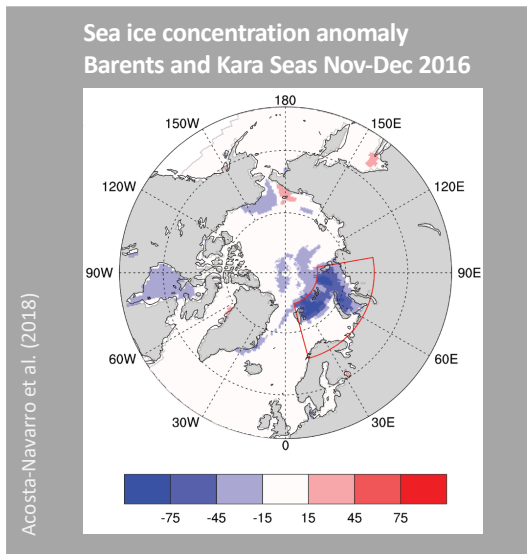 Sea ice concentration anomaly
Barents and Kara Seas Nov-Dec 2016
180
150W
150E
120W
120E
90W
90E
60W
60E
30W
30E
0
-75 -45 -15 15 45 75
Acosta-Navarro et al. (2018)